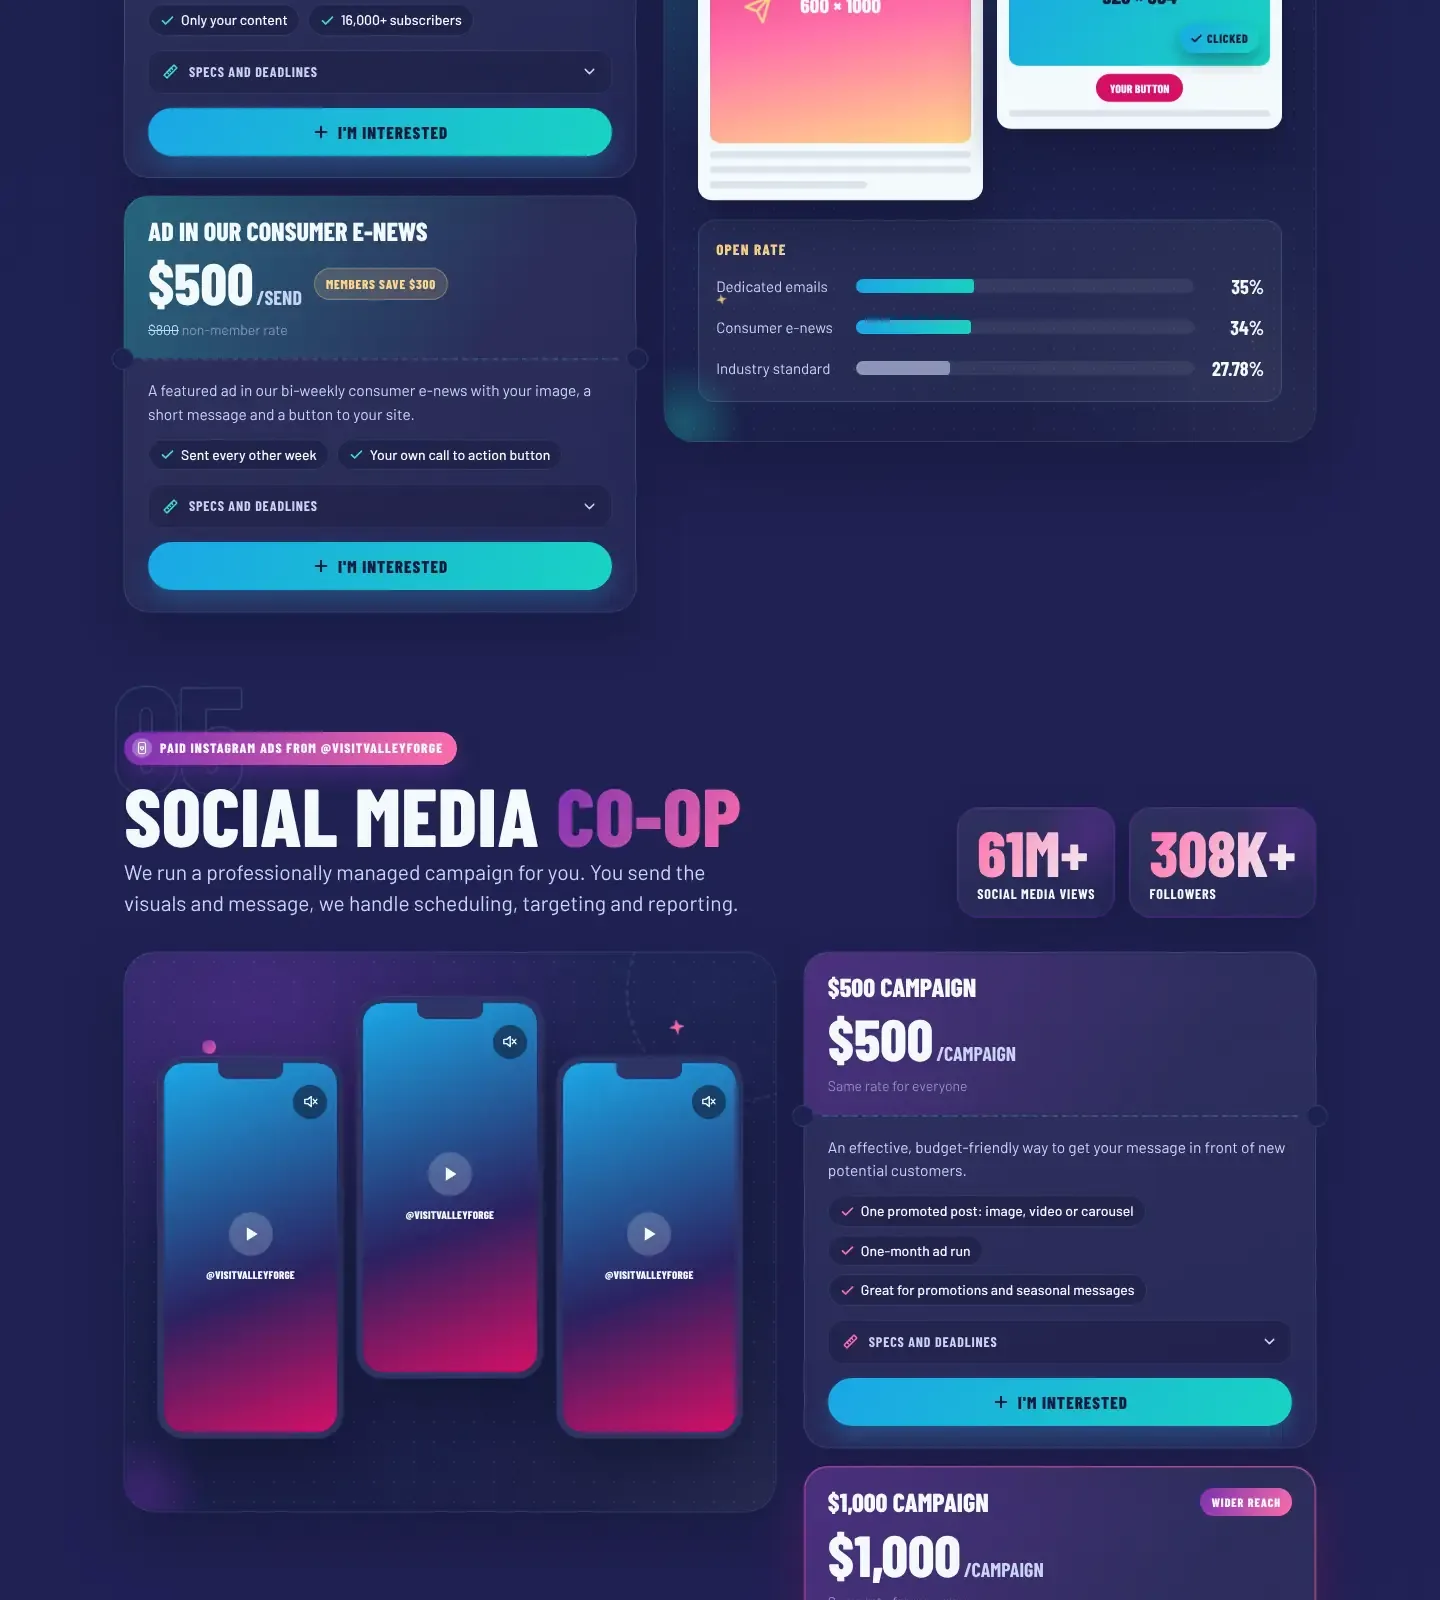 Only your content
16,000+ subscribers
SPECS AND DEADLINES
+ I'M INTERESTED
AD IN OUR CONSUMER E-NEWS
$500 /SEND
MEMBERS SAVE $300
$800 non-member rate
A featured ad in our bi-weekly consumer e-news with your image, a
short message and a button to your site.
Sent every other week
Your own call to action button
SPECS AND DEADLINES
+ I'M INTERESTED
600 × 1000
CLICKED
YOUR BUTTON
OPEN RATE
Dedicated emails 35%
Consumer e-news 34%
Industry standard 27.78%
05
PAID INSTAGRAM ADS FROM @VISITVALLEYFORGE
SOCIAL MEDIA CO-OP
We run a professionally managed campaign for you. You send the
visuals and message, we handle scheduling, targeting and reporting.
61M+
SOCIAL MEDIA VIEWS
308K+
FOLLOWERS
@VISITVALLEYFORGE
@VISITVALLEYFORGE
@VISITVALLEYFORGE
$500 CAMPAIGN
$500 /CAMPAIGN
Same rate for everyone
An effective, budget-friendly way to get your message in front of new
potential customers.
One promoted post: image, video or carousel
One-month ad run
Great for promotions and seasonal messages
SPECS AND DEADLINES
+ I'M INTERESTED
$1,000 CAMPAIGN
WIDER REACH
$1,000 /CAMPAIGN